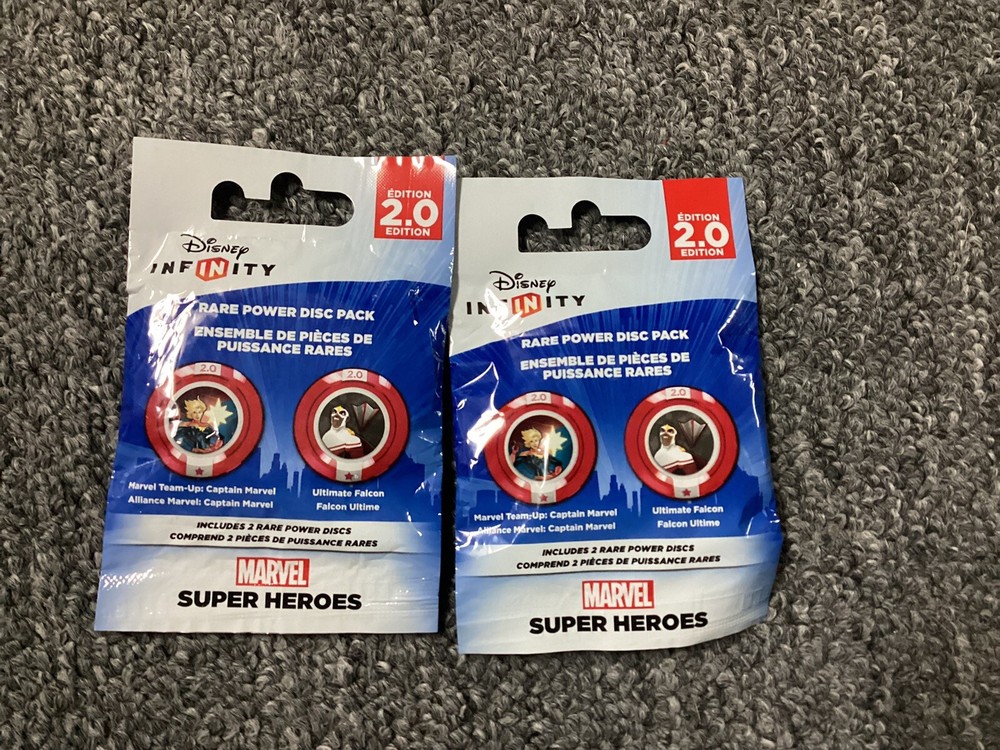 ÉDITION
2.0
EDITION
Disney
INFINITY
RARE POWER DISC PACK
ENSEMBLE DE PIÈCES DE
PUISSANCE RARES
2.0
2.0
Marvel Team-Up: Captain Marvel
Alliance Marvel: Captain Marvel
Ultimate Falcon
Falcon Ultime
INCLUDES 2 RARE POWER DISCS
COMPREND 2 PIÈCES DE PUISSANCE RARES
MARVEL
SUPER HEROES
ÉDITION
2.0
EDITION
Disney
INFINITY
RARE POWER DISC PACK
ENSEMBLE DE PIÈCES DE
PUISSANCE RARES
2.0
2.0
Marvel Team-Up: Captain Marvel
Alliance Marvel: Captain Marvel
Ultimate Falcon
Falcon Ultime
INCLUDES 2 RARE POWER DISCS
COMPREND 2 PIÈCES DE PUISSANCE RARES
MARVEL
SUPER HEROES